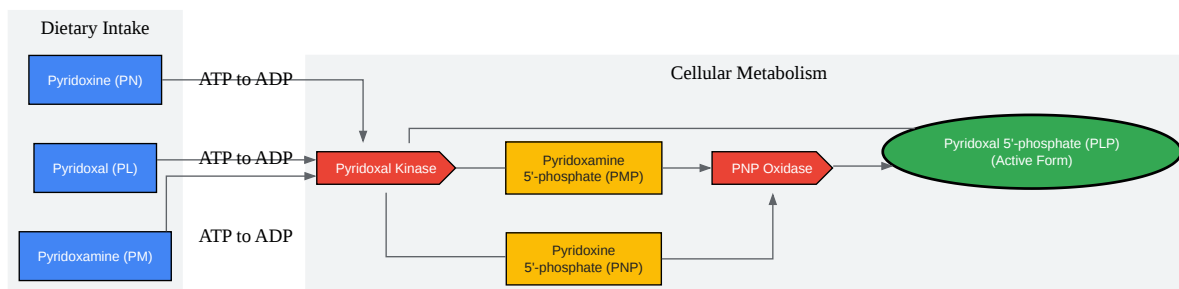 Dietary Intake
Pyridoxine (PN)
ATP to ADP
Cellular Metabolism
Pyridoxal (PL)
ATP to ADP
Pyridoxal Kinase
Pyridoxamine
5'-phosphate (PMP)
PNP Oxidase
Pyridoxal 5'-phosphate (PLP)
(Active Form)
Pyridoxamine (PM)
ATP to ADP
Pyridoxine
5'-phosphate (PNP)